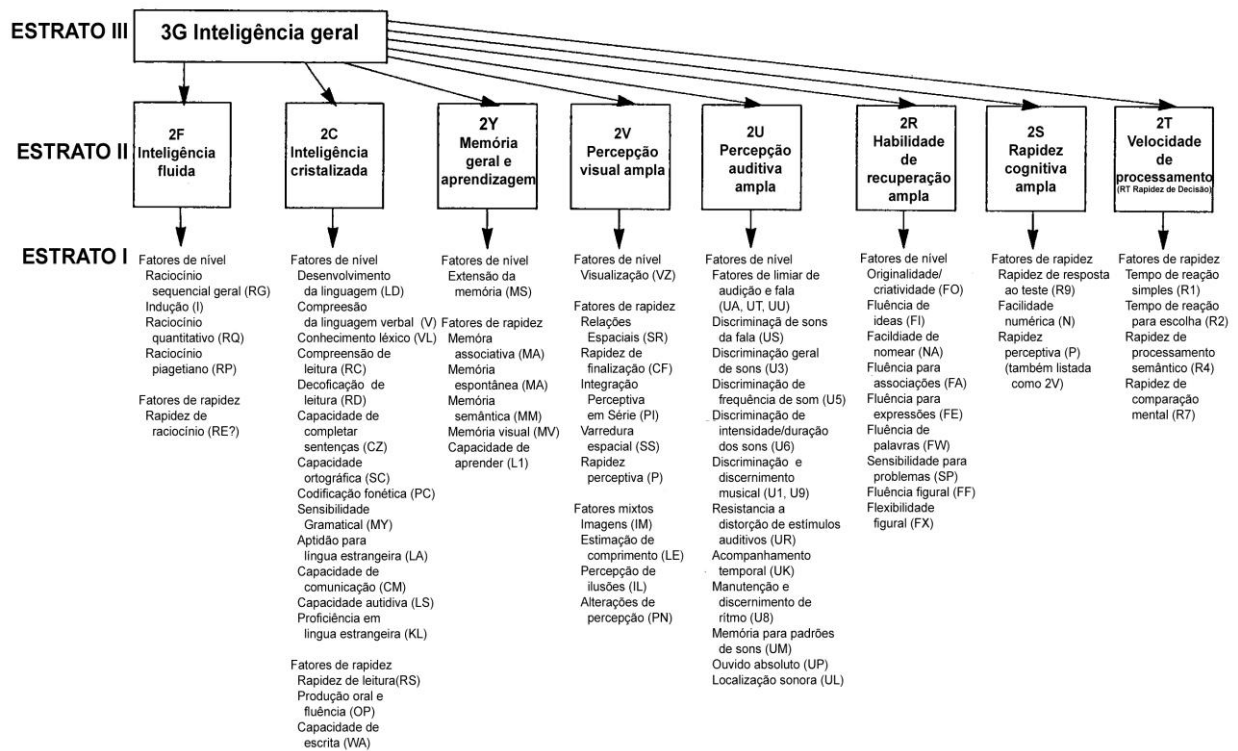 ESTRATO III
3G Inteligência geral
ESTRATO II
2F
Inteligência
fluida
2C
Inteligência
cristalizada
2Y
Memória
geral e
aprendizagem
2V
Percepção
visual ampla
2U
Percepção
auditiva
ampla
2R
Habilidade
de
recuperação
ampla
2S
Rapidez
cognitiva
ampla
2T
Velocidade
de
processamento
(RT Rapidez de Decisão)
ESTRATO I
Fatores de nível
Raciocínio
sequencial geral (RG)
Indução (I)
Raciocínio
quantitativo (RQ)
Raciocínio
piagetiano (RP)
Fatores de rapidez
Rapidez de
raciocínio (RE?)
Fatores de nível
Desenvolvimento
da linguagem (LD)
Compreesão
da linguagem verbal (V)
Conhecimento léxico (VL)
Compreensão de
leitura (RC)
Decoficação de
leitura (RD)
Capacidade de
completar
sentenças (CZ)
Capacidade
ortográfica (SC)
Codificação fonética (PC)
Sensibilidade
Gramatical (MY)
Aptidão para
língua estrangeira (LA)
Capacidade de
comunicação (CM)
Capacidade autidiva (LS)
Proficiência em
lingua estrangeira (KL)
Fatores de rapidez
Rapidez de leitura(RS)
Produção oral e
fluência (OP)
Capacidade de
escrita (WA)
Fatores de nível
Extensão da
memória (MS)
Fatores de rapidez
Memóra
associativa (MA)
Memória
espontânea (MA)
Memória
semântica (MM)
Memória visual (MV)
Capacidade de
aprender (L1)
Fatores de nível
Visualização (VZ)
Fatores de rapidez
Relações
Espaciais (SR)
Rapidez de
finalização (CF)
Integração
Perceptiva
em Série (PI)
Varredura
espacial (SS)
Rapidez
perceptiva (P)
Fatores mixtos
Imagens (IM)
Estimação de
comprimento (LE)
Percepção de
ilusões (IL)
Alterações de
percepção (PN)
Fatores de nível
Fatores de limiar de
audição e fala
(UA, UT, UU)
Discriminaçã de sons
da fala (US)
Discriminação geral
de sons (U3)
Discriminação de
frequência de som (U5)
Discriminação de
intensidade/duração
dos sons (U6)
Discriminação e
discernimento
musical (U1, U9)
Resistancia a
distorção de estímulos
auditivos (UR)
Acompanhamento
temporal (UK)
Manutenção e
discernimento de
rítmo (U8)
Memória para padrões
de sons (UM)
Ouvido absoluto (UP)
Localização sonora (UL)
Fatores de nível
Originalidade/
criatividade (FO)
Fluência de
ideas (FI)
Facildiade de
nomear (NA)
Fluência para
associações (FA)
Fluência para
expressões (FE)
Fluência de
palavras (FW)
Sensibilidade para
problemas (SP)
Fluência figural (FF)
Flexibilidade
figural (FX)
Fatores de rapidez
Rapidez de resposta
ao teste (R9)
Facilidade
numérica (N)
Rapidez
perceptiva (P)
(também listada
como 2V)
Fatores de rapidez
Tempo de reação
simples (R1)
Tempo de reação
para escolha (R2)
Rapidez de
processamento
semântico (R4)
Rapidez de
comparação
mental (R7)